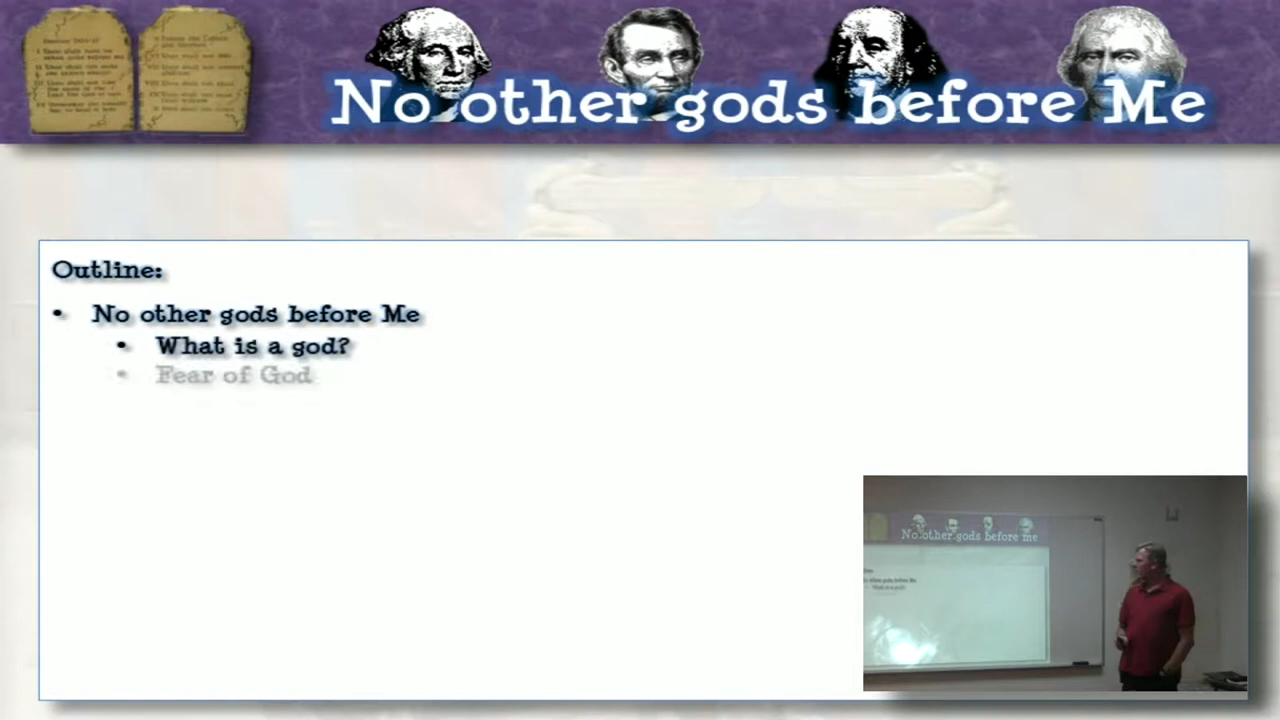 No other gods before Me
Outline:
• No other gods before Me
• What is a god?
• Fear of God
No other gods before me